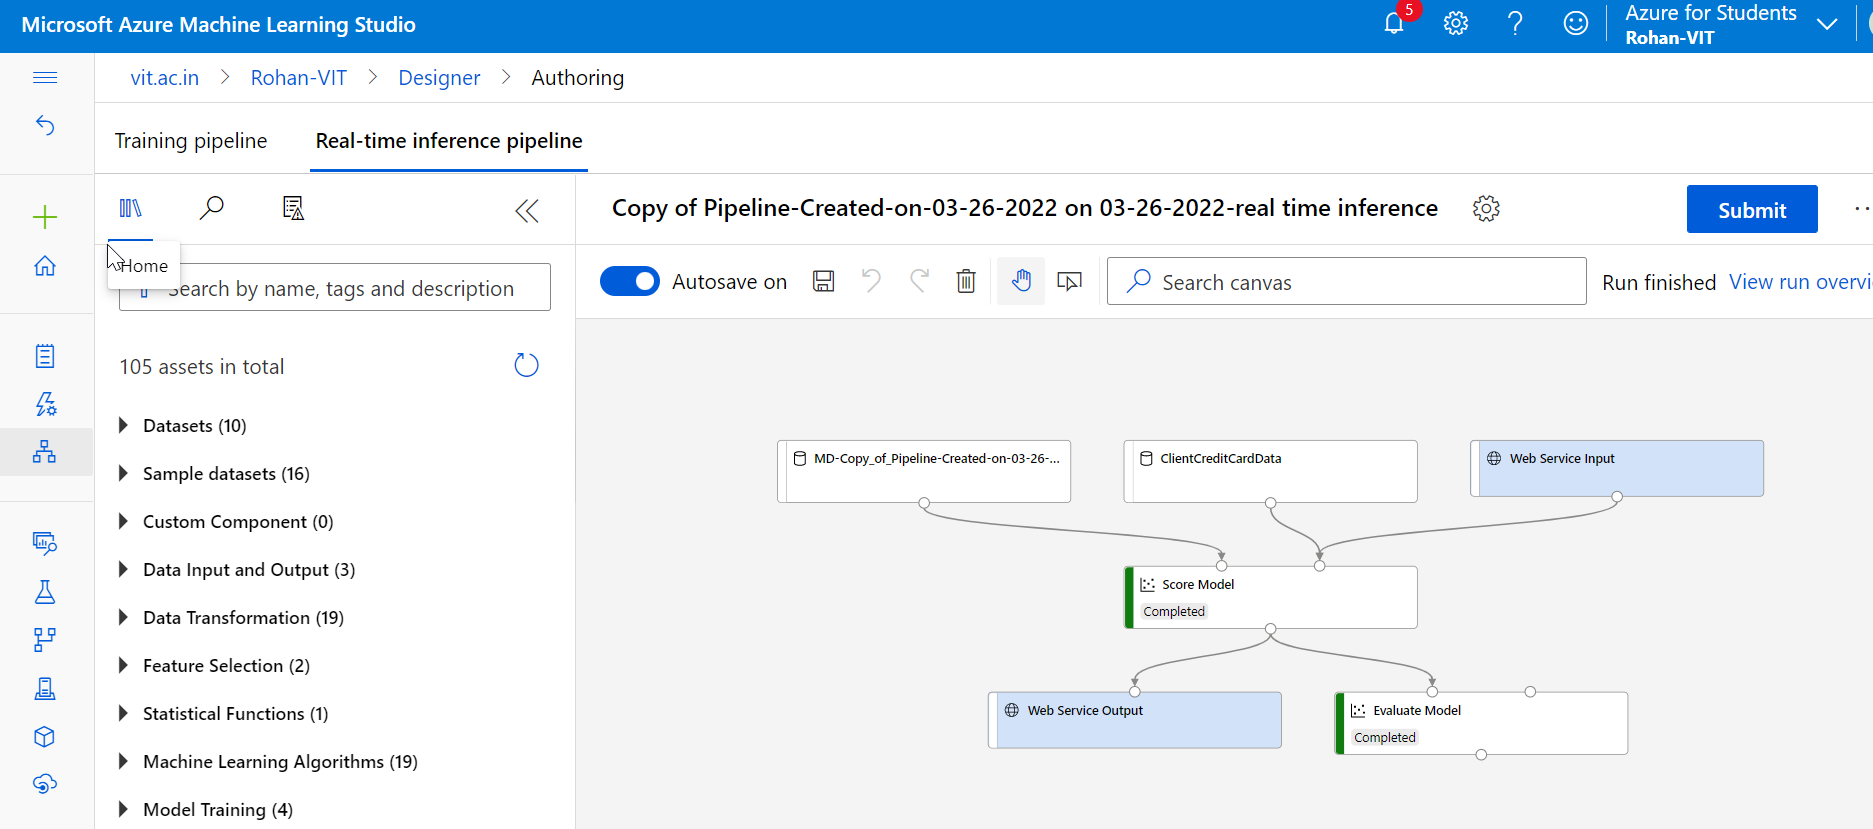 Microsoft Azure Machine Learning Studio
5
Azure for Students
Rohan-VIT
vit.ac.in > Rohan-VIT > Designer > Authoring
Training pipeline
Real-time inference pipeline
Copy of Pipeline-Created-on-03-26-2022 on 03-26-2022-real time inference
Submit
Home
Search by name, tags and description
Autosave on
Search canvas
Run finished
View run overvi
105 assets in total
Datasets (10)
Sample datasets (16)
Custom Component (0)
Data Input and Output (3)
Data Transformation (19)
Feature Selection (2)
Statistical Functions (1)
Machine Learning Algorithms (19)
Model Training (4)
MD-Copy_of_Pipeline-Created-on-03-26-...
ClientCreditCardData
Web Service Input
Score Model
Completed
Web Service Output
Evaluate Model
Completed